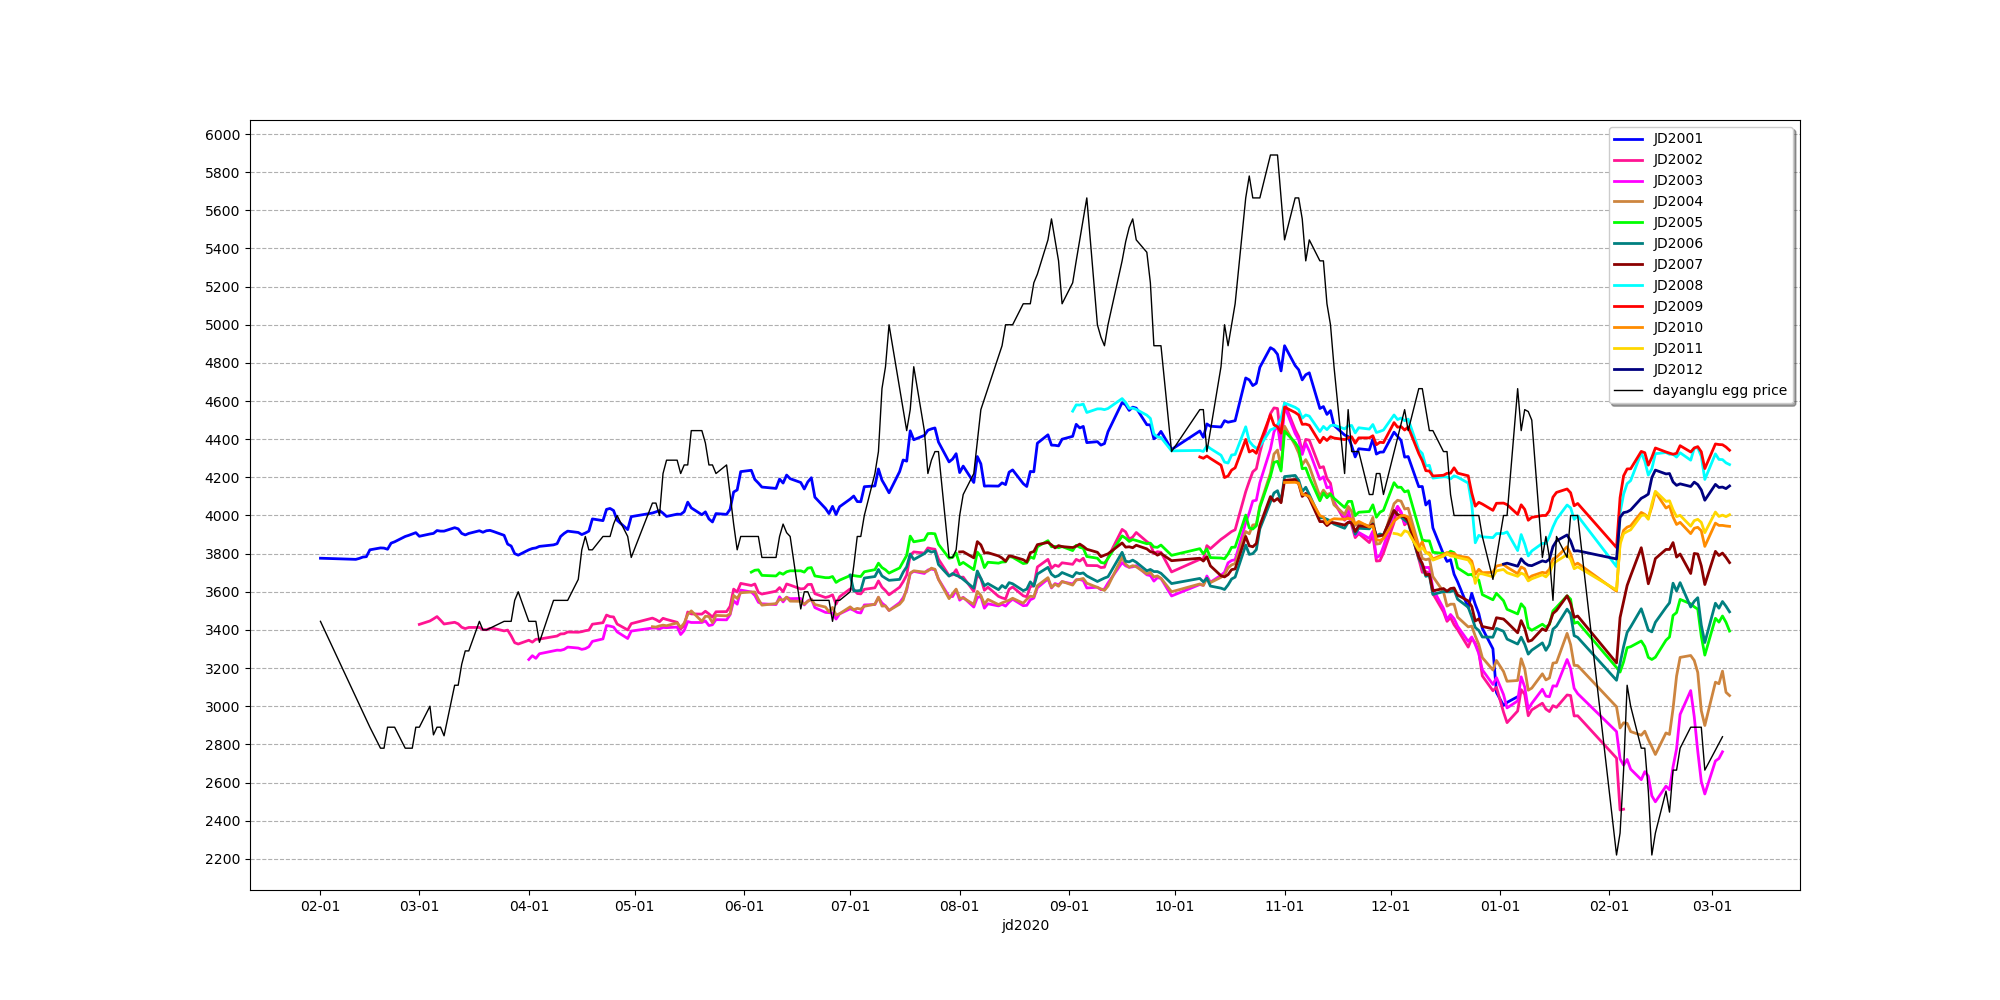 6000
5800
5600
5400
5200
5000
4800
4600
4400
4200
4000
3800
3600
3400
3200
3000
2800
2600
2400
2200
JD2001
JD2002
JD2003
JD2004
JD2005
JD2006
JD2007
JD2008
JD2009
JD2010
JD2011
JD2012
dayanglu egg price
02-01 03-01 04-01 05-01 06-01 07-01 08-01 09-01 10-01 11-01 12-01 01-01 02-01 03-01
jd2020